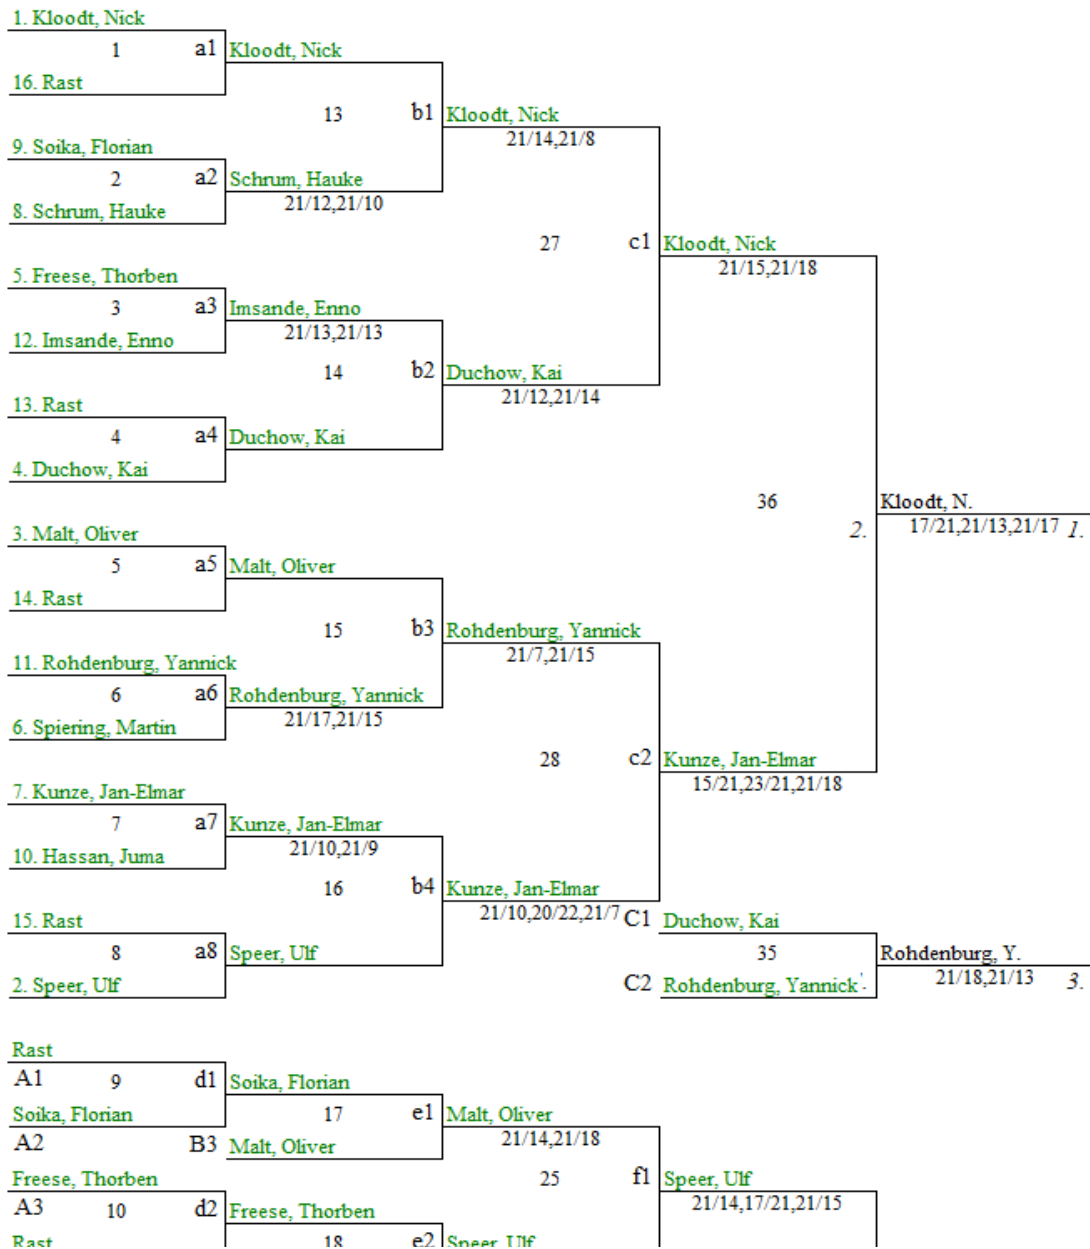 1. Kloodt, Nick
1 a1 Kloodt, Nick
16. Rast
13 b1 Kloodt, Nick
21/14,21/8
9. Soika, Florian
2 a2 Schrum, Hauke
21/12,21/10
8. Schrum, Hauke
27 c1 Kloodt, Nick
21/15,21/18
5. Freese, Thorben
3 a3 Imsande, Enno
21/13,21/13
12. Imsande, Enno
14 b2 Duchow, Kai
21/12,21/14
13. Rast
4 a4 Duchow, Kai
4. Duchow, Kai
36 Kloodt, N.
2. 17/21,21/13,21/17 1.
3. Malt, Oliver
5 a5 Malt, Oliver
14. Rast
15 b3 Rohdenburg, Yannick
21/7,21/15
11. Rohdenburg, Yannick
6 a6 Rohdenburg, Yannick
21/17,21/15
6. Spiering, Martin
28 c2 Kunze, Jan-Elmar
15/21,23/21,21/18
7. Kunze, Jan-Elmar
7 a7 Kunze, Jan-Elmar
21/10,21/9
10. Hassan, Juma
16 b4 Kunze, Jan-Elmar
21/10,20/22,21/7
15. Rast
C1 Duchow, Kai
8 a8 Speer, Ulf
35 Rohdenburg, Y.
21/18,21/13 3.
2. Speer, Ulf
C2 Rohdenburg, Yannick
Rast
A1 9 d1 Soika, Florian
Soika, Florian
17 e1 Malt, Oliver
21/14,21/18
A2 B3 Malt, Oliver
Freese, Thorben
25 f1 Speer, Ulf
21/14,17/21,21/15
A3 10 d2 Freese, Thorben
Rast
18 e2 Speer, Ulf